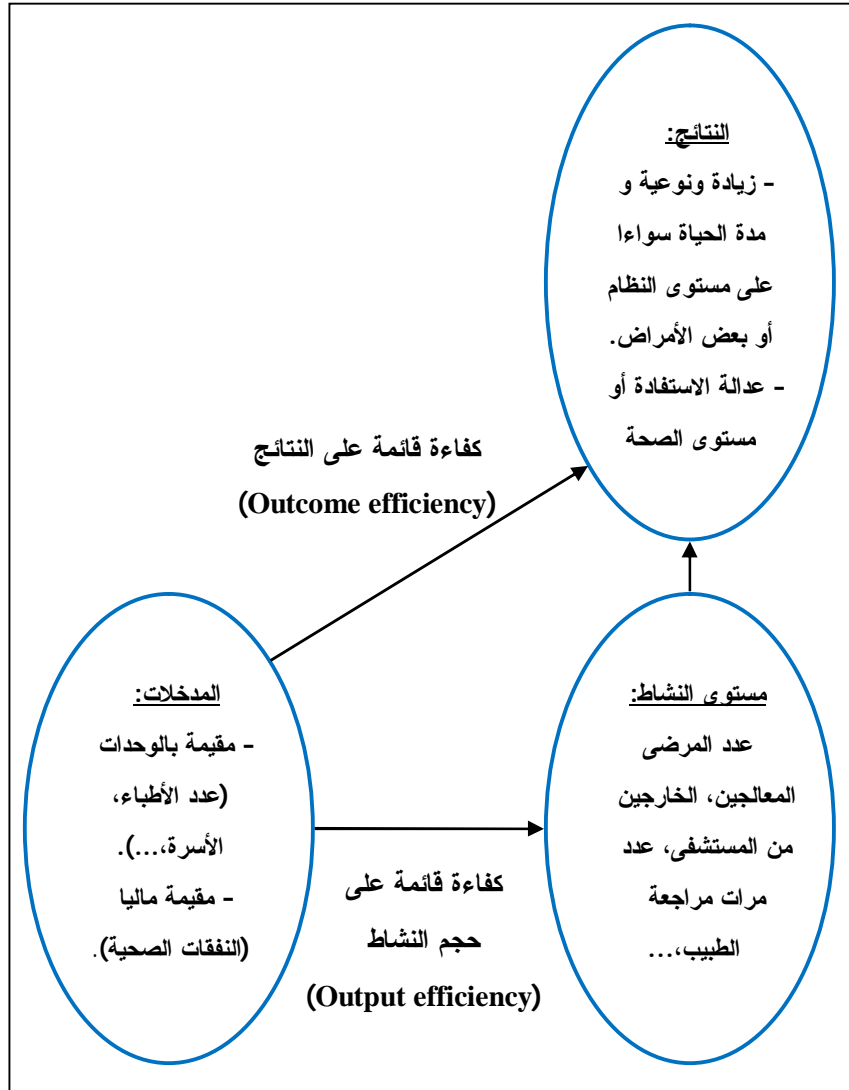 النتائج:
- زيادة ونوعية و
مدة الحياة سواءا
على مستوى النظام
أو بعض الأمراض.
- عدالة الاستفادة أو
مستوى الصحة
كفاءة قائمة على النتائج
(Outcome efficiency)
المدخلات:
- مقيمة بالوحدات
(عدد الأطباء،
الأسرة،...).
- مقيمة ماليا
(النفقات الصحية).
مستوى النشاط:
عدد المرضى
المعالجين، الخارجين
من المستشفى، عدد
مرات مراجعة
الطبيب،...
كفاءة قائمة على
حجم النشاط
(Output efficiency)